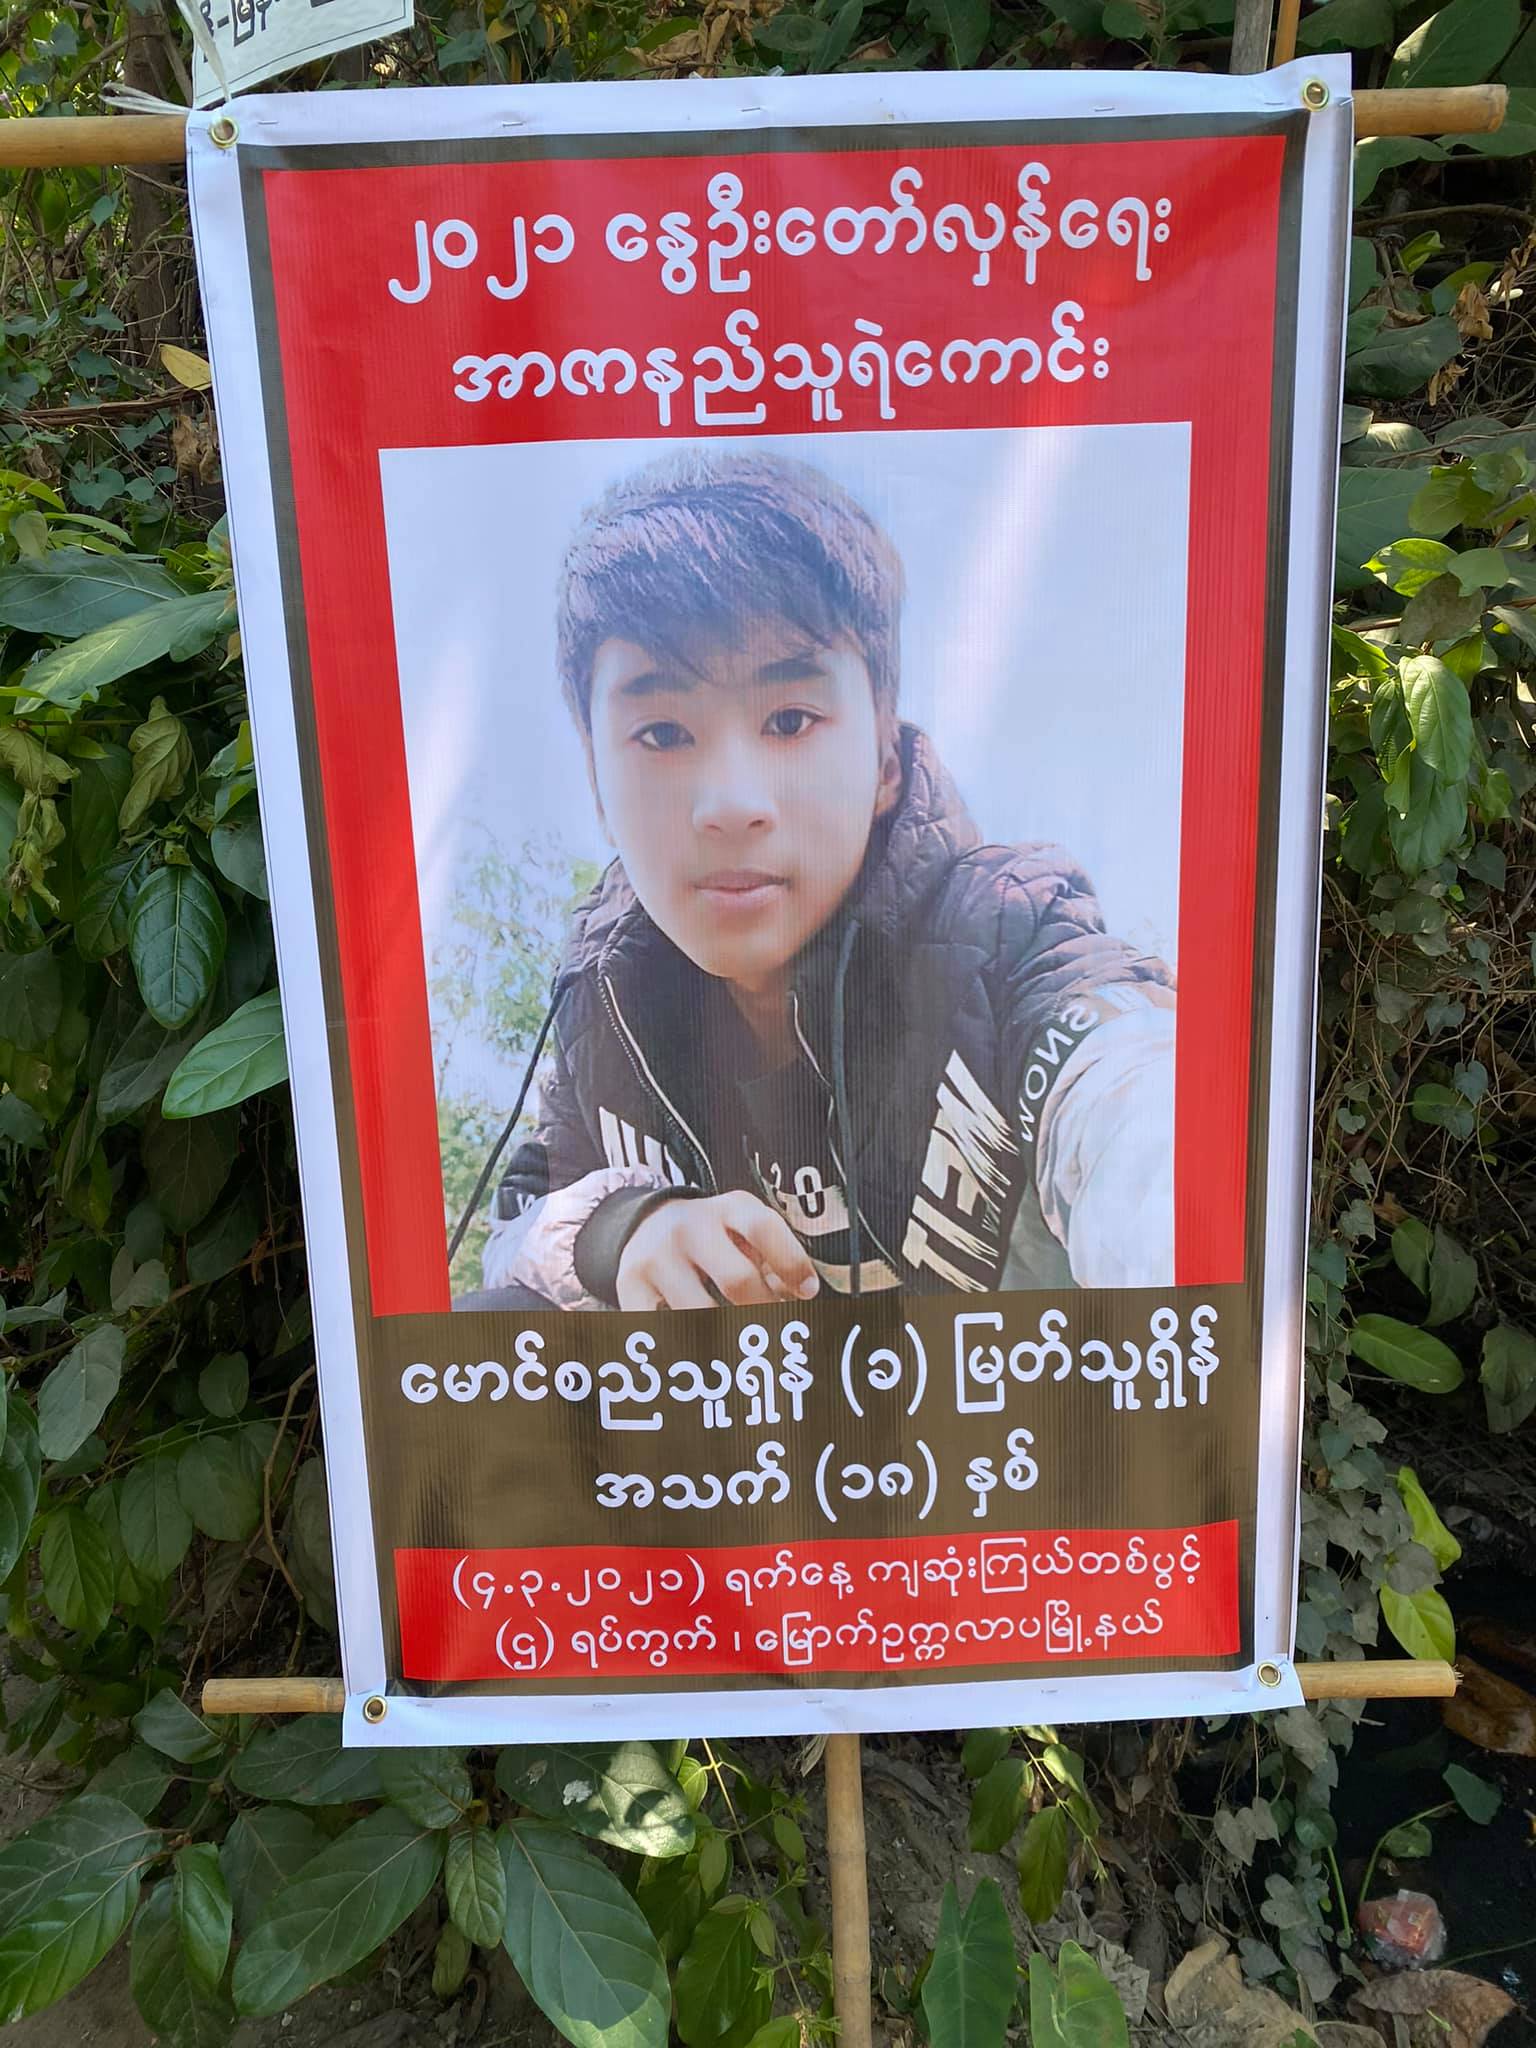 ၂၀၂၁ နွေဦးတော်လှန်ရေး
အာဇာနည်သူရဲကောင်း
မောင်စည်သူရှိန် (ခ) မြတ်သူရှိန်
အသက် (၁၈) နှစ်
(၄.၃.၂၀၂၁) ရက်နေ့ ကျဆုံးကြယ်တစ်ပွင့်
(ဌ) ရပ်ကွက် ၊ မြောက်ဥက္ကလာပမြို့နယ်